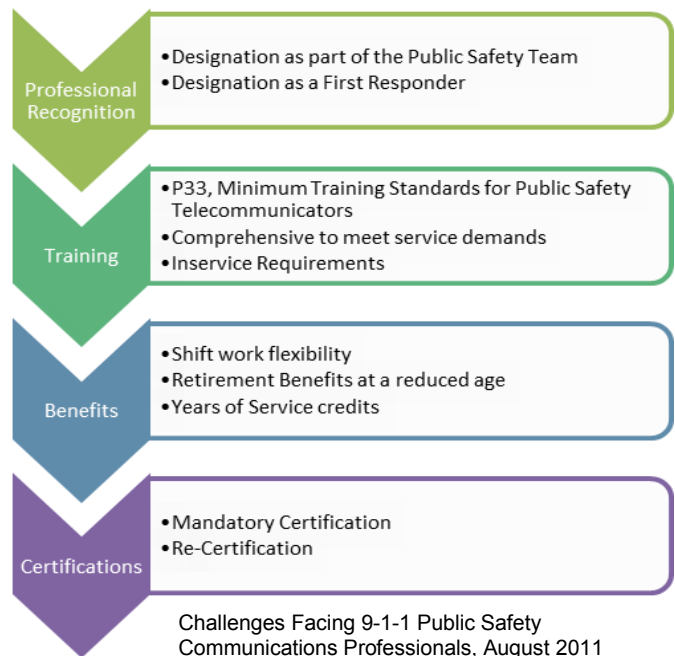 Professional
Recognition
•Designation as part of the Public Safety Team
•Designation as a First Responder
Training
•P33, Minimum Training Standards for Public Safety
Telecommunicators
•Comprehensive to meet service demands
•Inservice Requirements
Benefits
•Shift work flexibility
•Retirement Benefits at a reduced age
•Years of Service credits
Certifications
•Mandatory Certification
•Re-Certification
Challenges Facing 9-1-1 Public Safety
Communications Professionals, August 2011